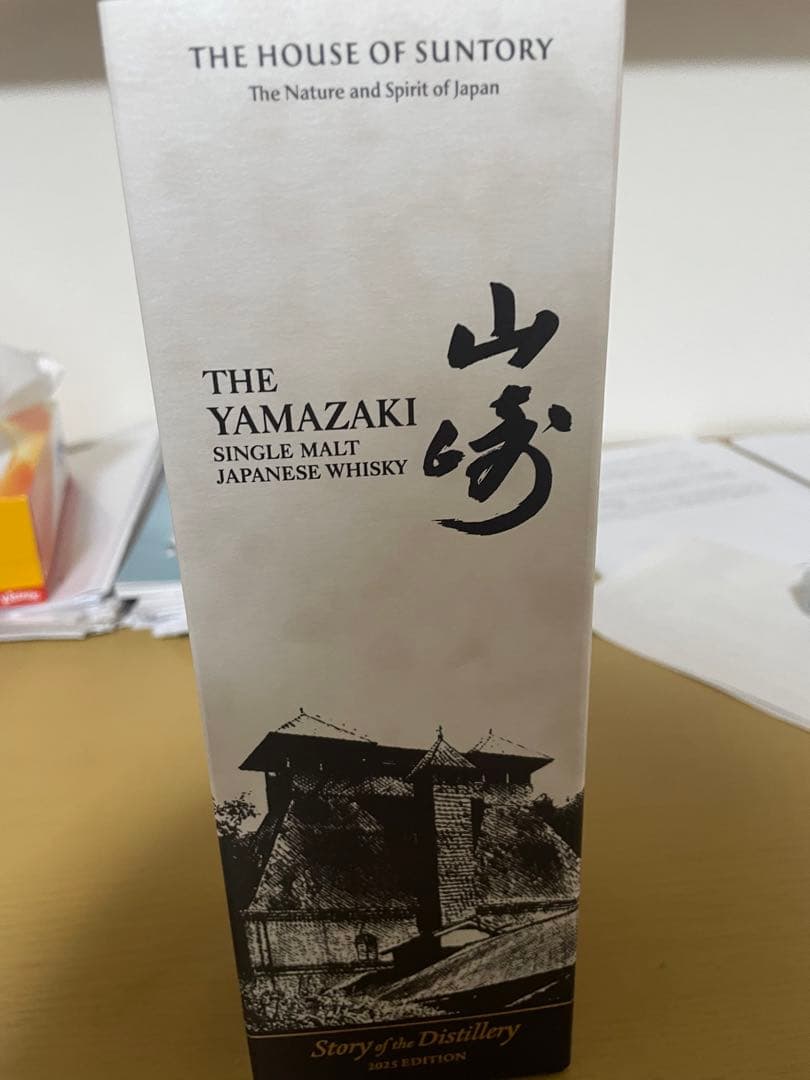 THE HOUSE OF SUNTORY
The Nature and Spirit of Japan
山崎
THE
YAMAZAKI
SINGLE MALT
JAPANESE WHISKY
Story of the Distillery
2025 EDITION